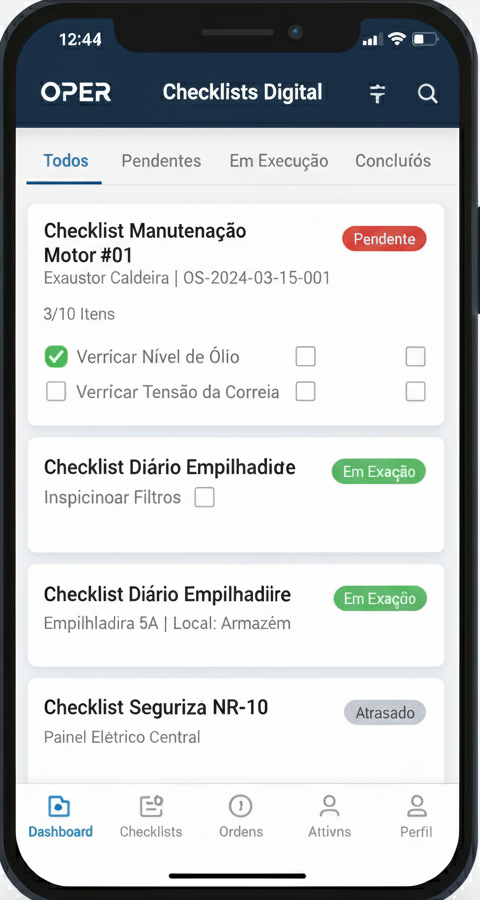 12:44
OPER
Checklists Digital
Todos
Pendentes
Em Execução
Concluíós
Checklist Manutenação
Motor #01
Pendente
Exaustor Caldeira | OS-2024-03-15-001
3/10 Itens
Verrícar Nível de Ólio
Verrícar Tensão da Correia
Checklist Diário Empilhadide
Em Exação
Inspicinoar Filtros
Checklist Diário Empilhadiire
Em Exação
Empilhladira 5A | Local: Armazém
Checklist Seguriza NR-10
Atrasado
Painel Elétrico Central
Dashboard
Checkllsts
Ordens
Attivns
Perfil